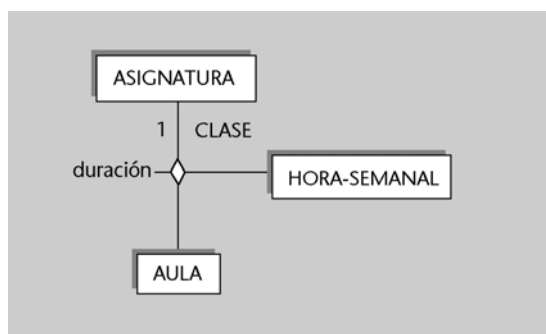 ASIGNATURA
1 CLASE
duración
HORA-SEMANAL
AULA